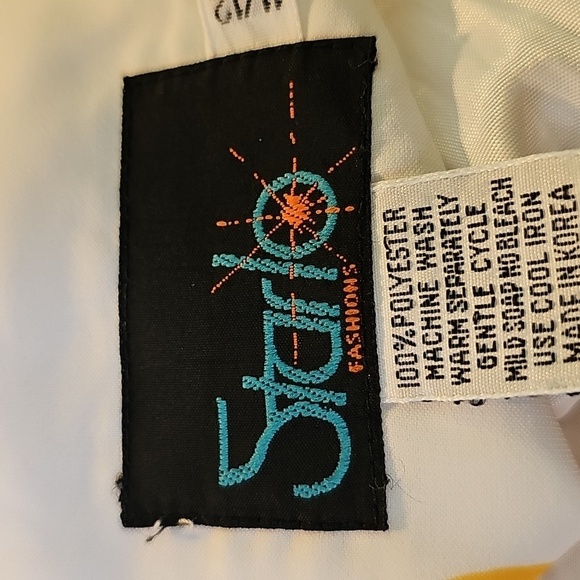 Starlo
FASHIONS
100% POLYESTER
MACHINE WASH
WARM SEPARATELY
GENTLE CYCLE
MILD SOAP NO BLEACH
USE COOL IRON
MADE IN KOREA